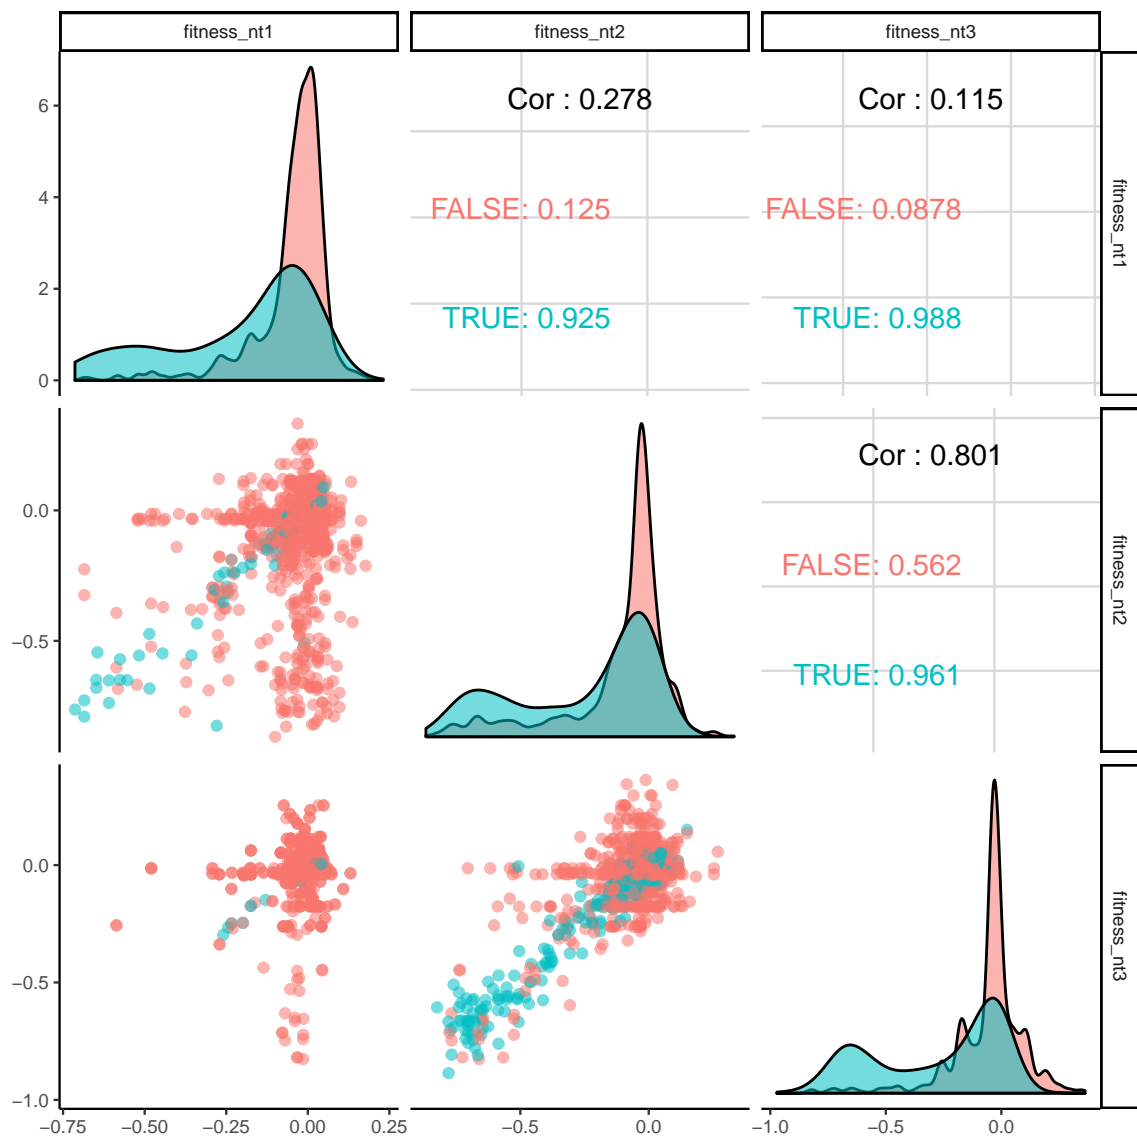 fitness_nt1
fitness_nt2
fitness_nt3
6
4
2
0
Cor : 0.278
FALSE: 0.125
TRUE: 0.925
Cor : 0.115
FALSE: 0.0878
TRUE: 0.988
fitness_nt1
0.0
−0.5
Cor : 0.801
FALSE: 0.562
TRUE: 0.961
fitness_nt2
0.0
−0.5
−1.0
fitness_nt3
−0.75
−0.50
−0.25
0.00
0.25
−0.5
0.0
−1.0
−0.5
0.0